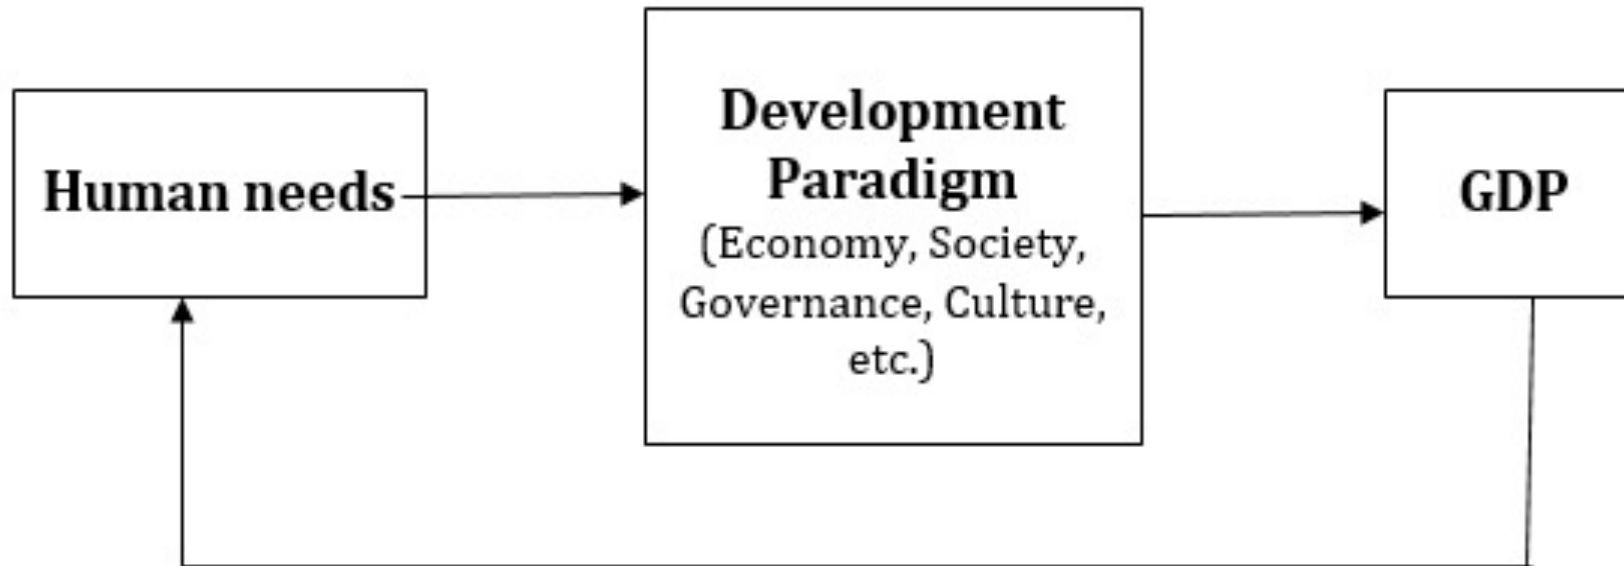 Human needs
Development
Paradigm
(Economy, Society,
Governance, Culture,
etc.)
GDP